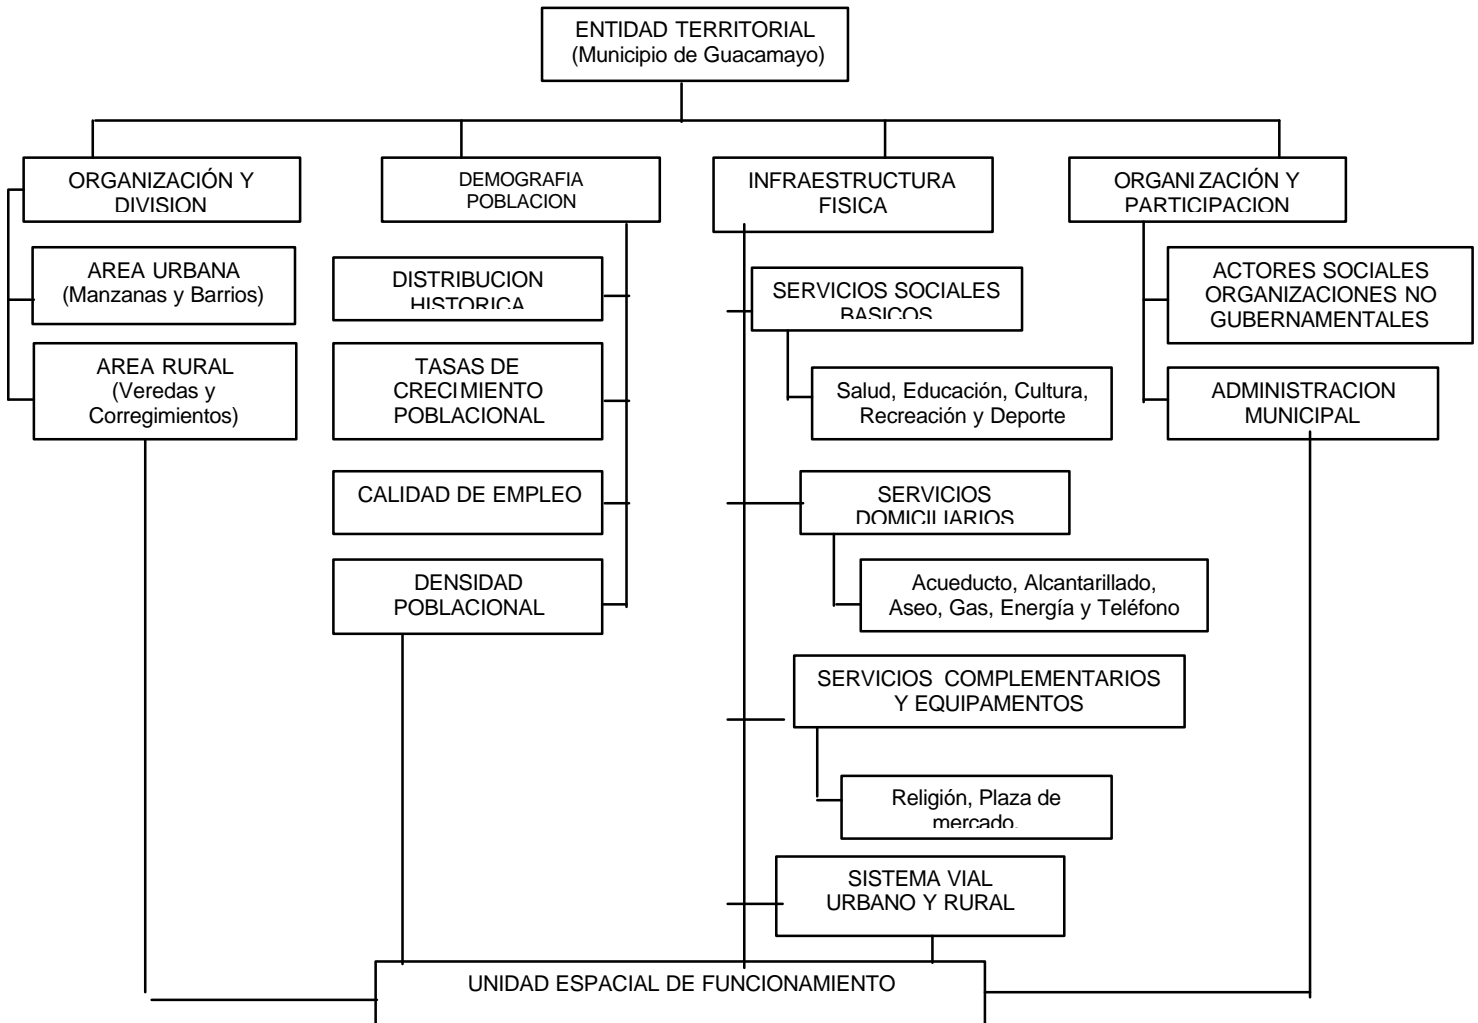 ENTIDAD TERRITORIAL
(Municipio de Guacamayo)
ORGANIZACIÓN Y
DIVISION
AREA URBANA
(Manzanas y Barrios)
AREA RURAL
(Veredas y
Corregimientos)
DEMOGRAFIA
POBLACION
DISTRIBUCION
HISTORICA
TASAS DE
CRECIMIENTO
POBLACIONAL
CALIDAD DE EMPLEO
DENSIDAD
POBLACIONAL
INFRAESTRUCTURA
FISICA
SERVICIOS SOCIALES
BASICOS
Salud, Educación, Cultura,
Recreación y Deporte
SERVICIOS
DOMICILIARIOS
Acueducto, Alcantarillado,
Aseo, Gas, Energía y Teléfono
SERVICIOS COMPLEMENTARIOS
Y EQUIPAMENTOS
Religión, Plaza de
mercado.
SISTEMA VIAL
URBANO Y RURAL
ORGANIZACIÓN Y
PARTICIPACION
ACTORES SOCIALES
ORGANIZACIONES NO
GUBERNAMENTALES
ADMINISTRACION
MUNICIPAL
UNIDAD ESPACIAL DE FUNCIONAMIENTO